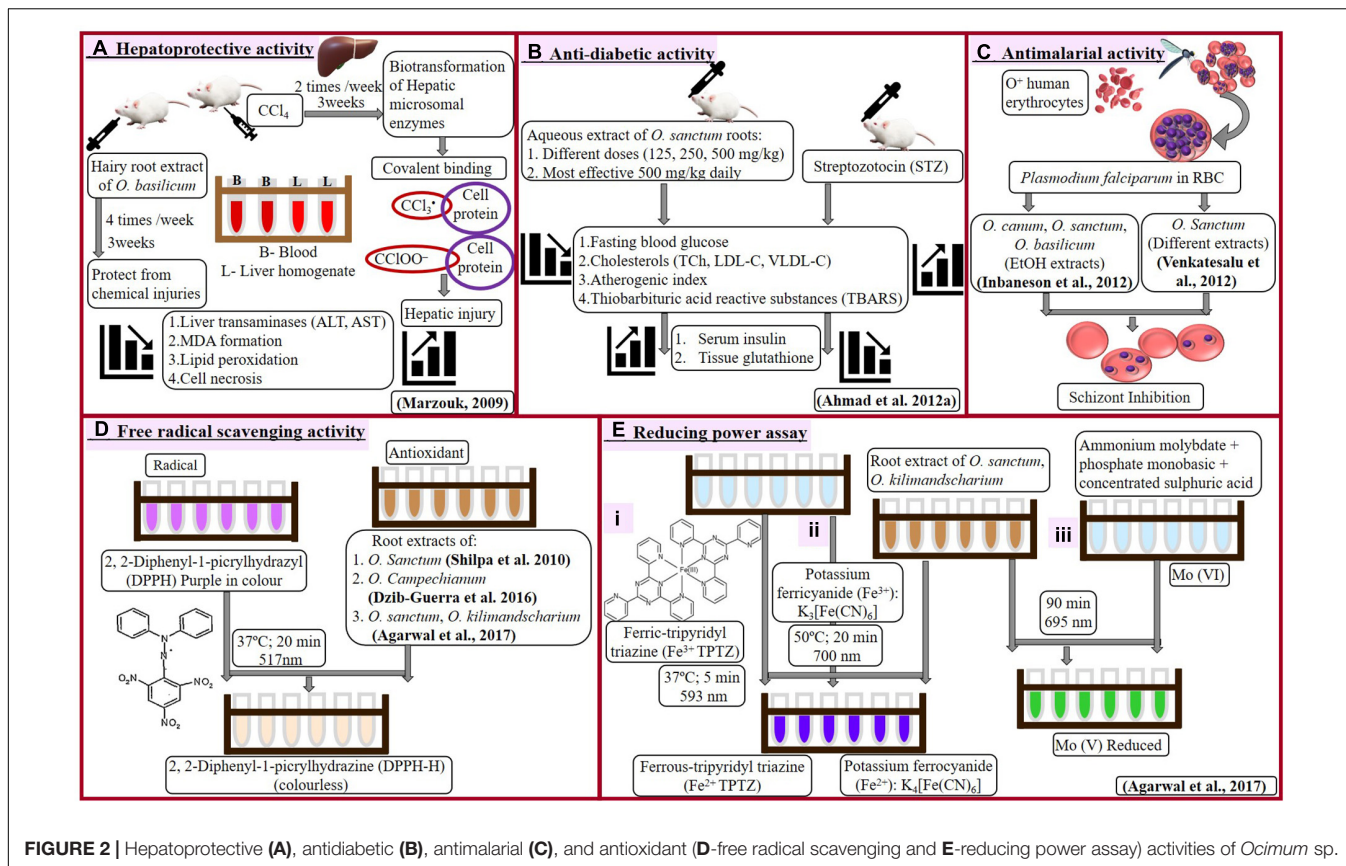 A Hepatoprotective activity
2 times /week
3weeks
CCl₄
Biotransformation
of Hepatic
microsomal
enzymes
Hairy root extract
of O. basilicum
B B L L
B- Blood
L- Liver homogenate
Covalent binding
CCl₃• Cell
protein
CClOO⁻ Cell
protein
4 times /week
3weeks
Protect from
chemical injuries
Hepatic injury
1.Liver transaminases (ALT, AST)
2.MDA formation
3.Lipid peroxidation
4.Cell necrosis
(Marzouk, 2009)
B Anti-diabetic activity
Aqueous extract of O. sanctum roots:
1. Different doses (125, 250, 500 mg/kg)
2. Most effective 500 mg/kg daily
Streptozotocin (STZ)
1.Fasting blood glucose
2.Cholesterols (TCh, LDL-C, VLDL-C)
3.Atherogenic index
4.Thiobarbituric acid reactive substances (TBARS)
1. Serum insulin
2. Tissue glutathione
(Ahmad et al. 2012a)
C Antimalarial activity
O⁺ human
erythrocytes
Plasmodium falciparum in RBC
O. canum, O. sanctum,
O. basilicum
(EtOH extracts)
(Inbaneson et al., 2012)
O. Sanctum
(Different extracts)
(Venkatesalu et
al., 2012)
Schizont Inhibition
D Free radical scavenging activity
Radical
Antioxidant
2, 2-Diphenyl-1-picrylhydrazyl
(DPPH) Purple in colour
Root extracts of:
1. O. Sanctum (Shilpa et al. 2010)
2. O. Campechianum
(Dzib-Guerra et al. 2016)
3. O. sanctum, O. kilimandscharium
(Agarwal et al., 2017)
37ºC; 20 min
517nm
N
N•
O₂N NO₂
NO₂
2, 2-Diphenyl-1-picrylhydrazine (DPPH-H)
(colourless)
E Reducing power assay
i
ii
iii
Root extract of O. sanctum,
O. kilimandscharium
Ammonium molybdate +
phosphate monobasic +
concentrated sulphuric acid
Fe(III)
Ferric-tripyridyl
triazine (Fe³⁺ TPTZ)
37ºC; 5 min
593 nm
Potassium
ferricyanide (Fe³⁺):
K₃[Fe(CN)₆]
50ºC; 20 min
700 nm
Mo (VI)
90 min
695 nm
Mo (V) Reduced
Ferrous-tripyridyl triazine
(Fe²⁺ TPTZ)
Potassium ferrocyanide
(Fe²⁺): K₄[Fe(CN)₆]
(Agarwal et al., 2017)
FIGURE 2 | Hepatoprotective (A), antidiabetic (B), antimalarial (C), and antioxidant (D-free radical scavenging and E-reducing power assay) activities of Ocimum sp.